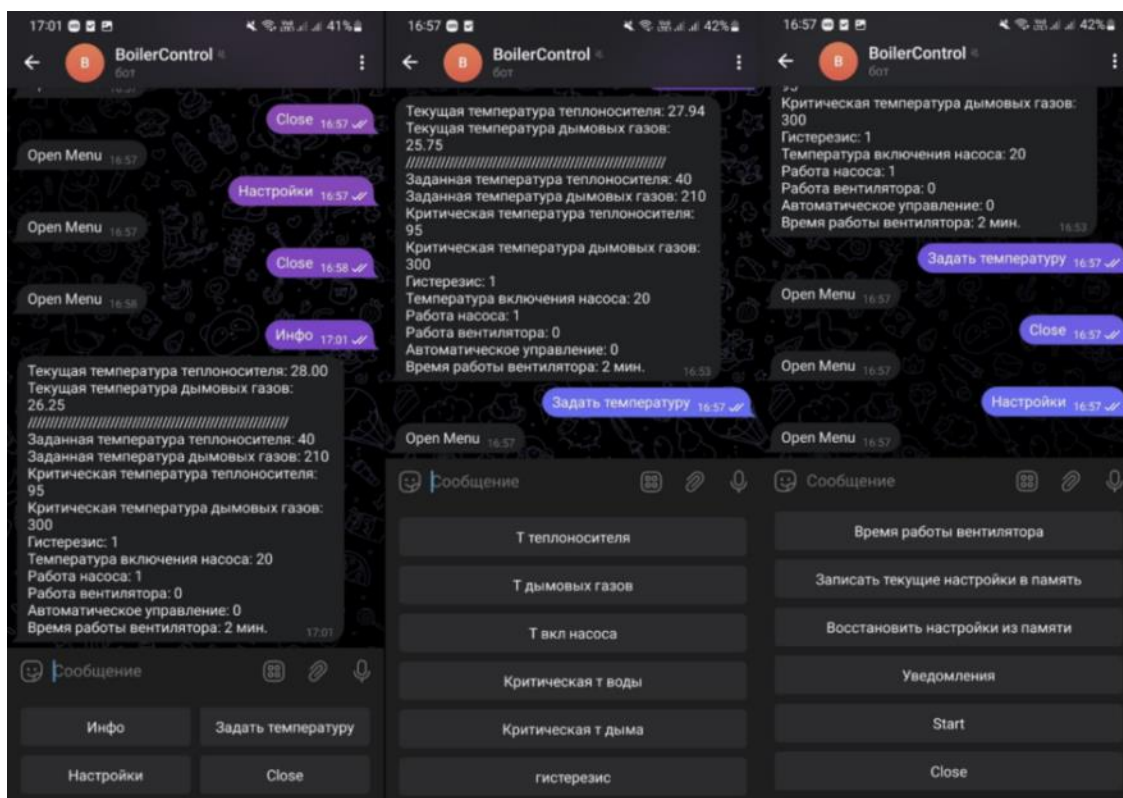 17:01
41%
BoilerControl
бот
В
Close 16:57
Open Menu 16:57
Настройки 16:57
Open Menu 16:57
Close 16:58
Open Menu 16:58
Инфо 17:01
Текущая температура теплоносителя: 28.00
Текущая температура дымовых газов:
26.25
Заданная температура теплоносителя: 40
Заданная температура дымовых газов: 210
Критическая температура теплоносителя:
95
Критическая температура дымовых газов:
300
Гистерезис: 1
Температура включения насоса: 20
Работа насоса: 1
Работа вентилятора: 0
Автоматическое управление: 0
Время работы вентилятора: 2 мин. 17:01
Сообщение
Инфо
Задать температуру
Настройки
Close
16:57
42%
BoilerControl
бот
В
Текущая температура теплоносителя: 27.94
Текущая температура дымовых газов:
25.75
Заданная температура теплоносителя: 40
Заданная температура дымовых газов: 210
Критическая температура теплоносителя:
95
Критическая температура дымовых газов:
300
Гистерезис: 1
Температура включения насоса: 20
Работа насоса: 1
Работа вентилятора: 0
Автоматическое управление: 0
Время работы вентилятора: 2 мин. 16:53
Задать температуру 16:57
Open Menu 16:57
Сообщение
Т теплоносителя
Т дымовых газов
Т вкл насоса
Критическая т воды
Критическая т дыма
гистерезис
16:57
42%
BoilerControl
бот
В
Критическая температура дымовых газов:
300
Гистерезис: 1
Температура включения насоса: 20
Работа насоса: 1
Работа вентилятора: 0
Автоматическое управление: 0
Время работы вентилятора: 2 мин. 16:53
Задать температуру 16:57
Open Menu 16:57
Close 16:57
Open Menu 16:57
Настройки 16:57
Open Menu 16:57
Сообщение
Время работы вентилятора
Записать текущие настройки в память
Восстановить настройки из памяти
Уведомления
Start
Close